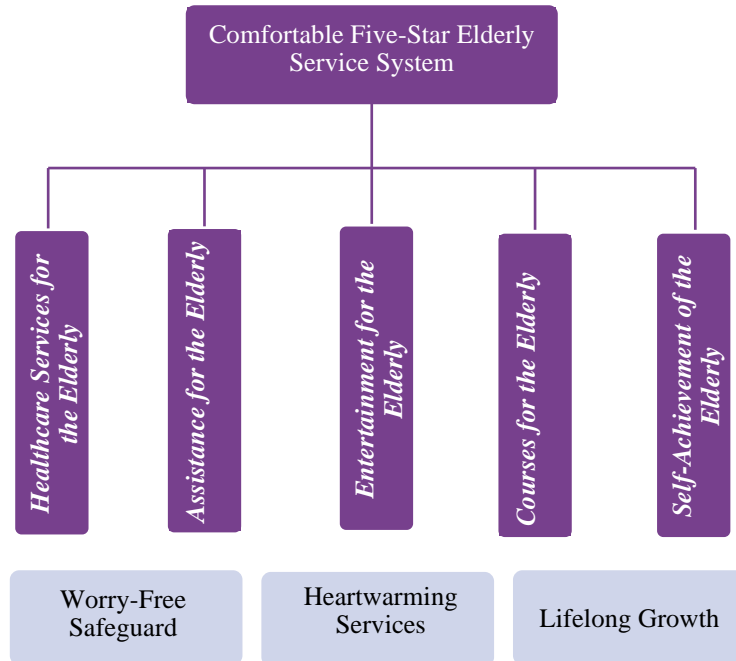 Comfortable Five-Star Elderly
Service System
Healthcare Services for
the Elderly
Assistance for the Elderly
Entertainment for the
Elderly
Courses for the Elderly
Self-Achievement of the
Elderly
Worry-Free
Safeguard
Heartwarming
Services
Lifelong Growth